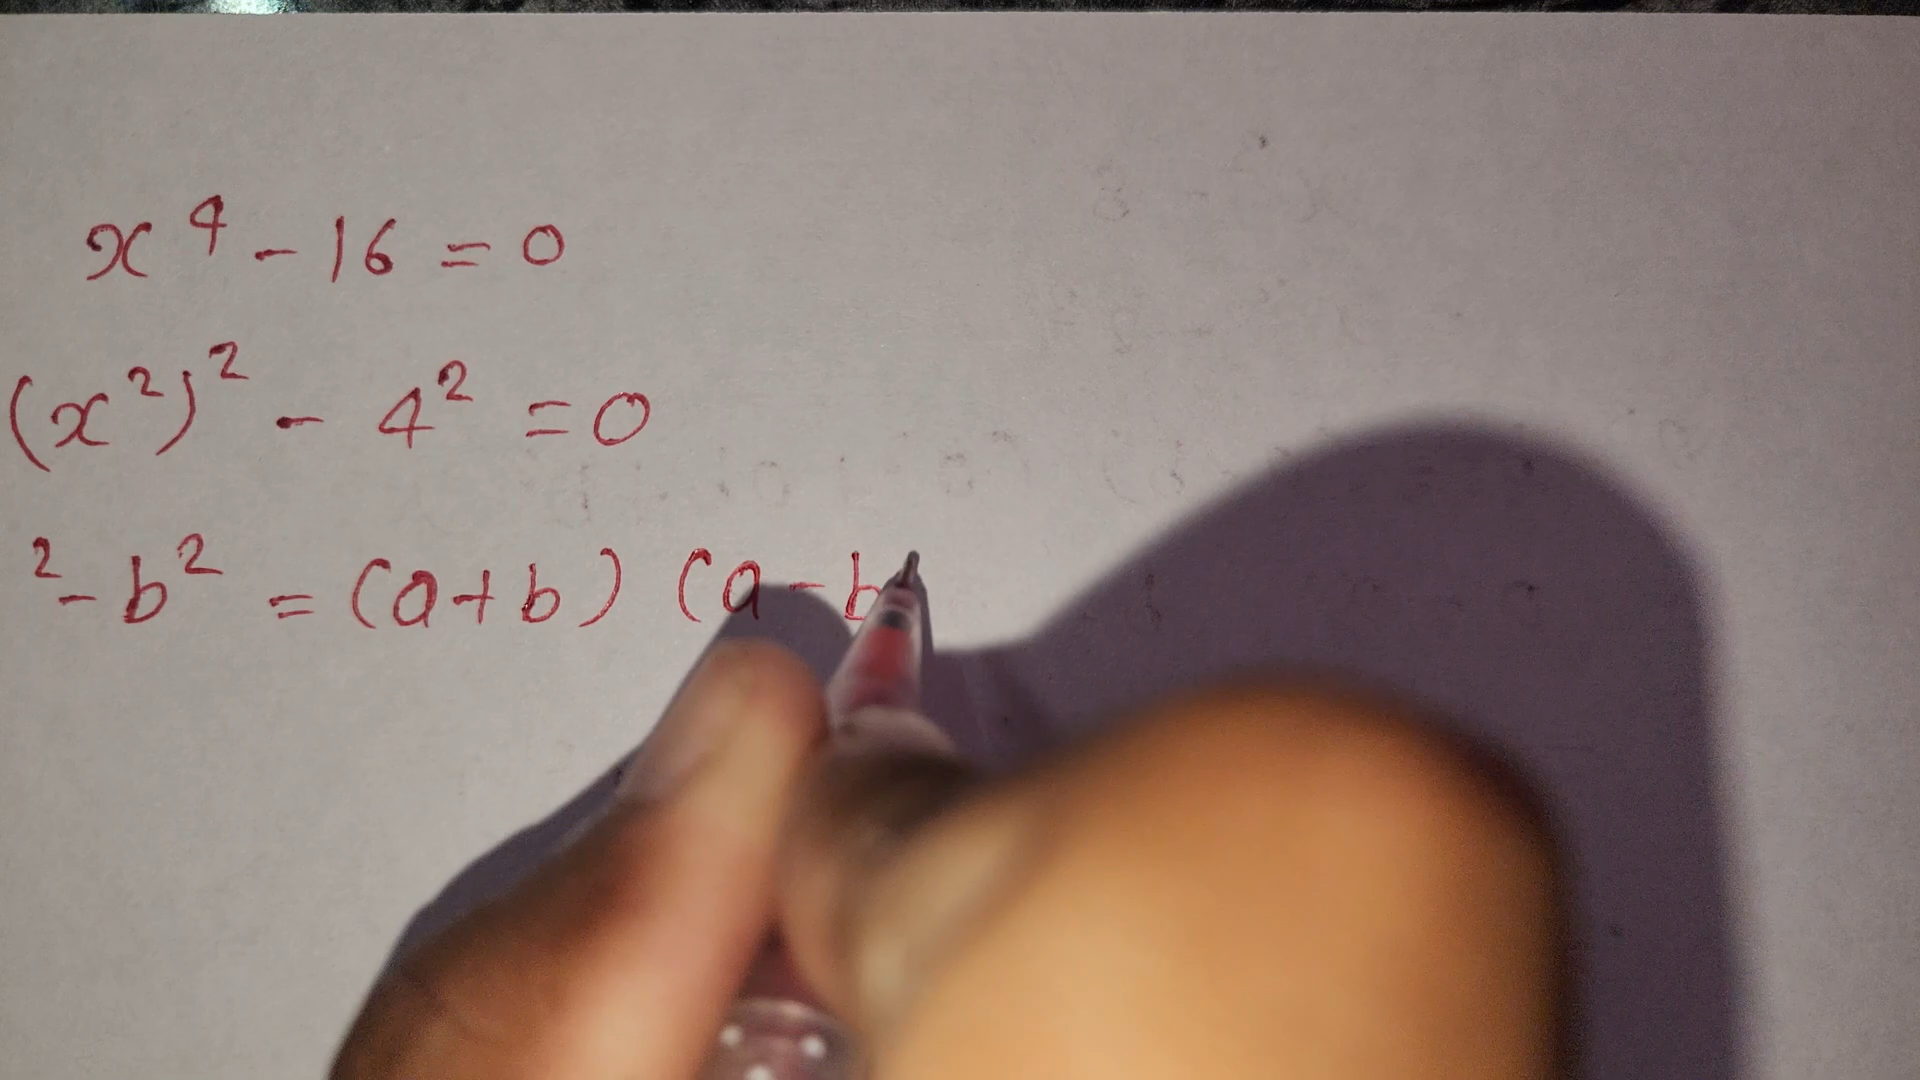 x⁴ - 16 = 0
(x²)² - 4² = 0
² - b² = (a + b) (a - b